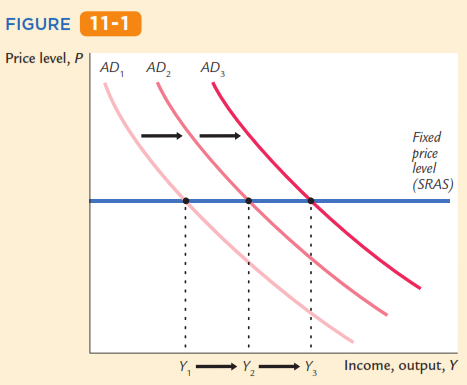 FIGURE 11-1
Price level, P
AD₁ AD₂ AD₃
Fixed
price
level
(SRAS)
Y₁ Y₂ Y₃ Income, output, Y